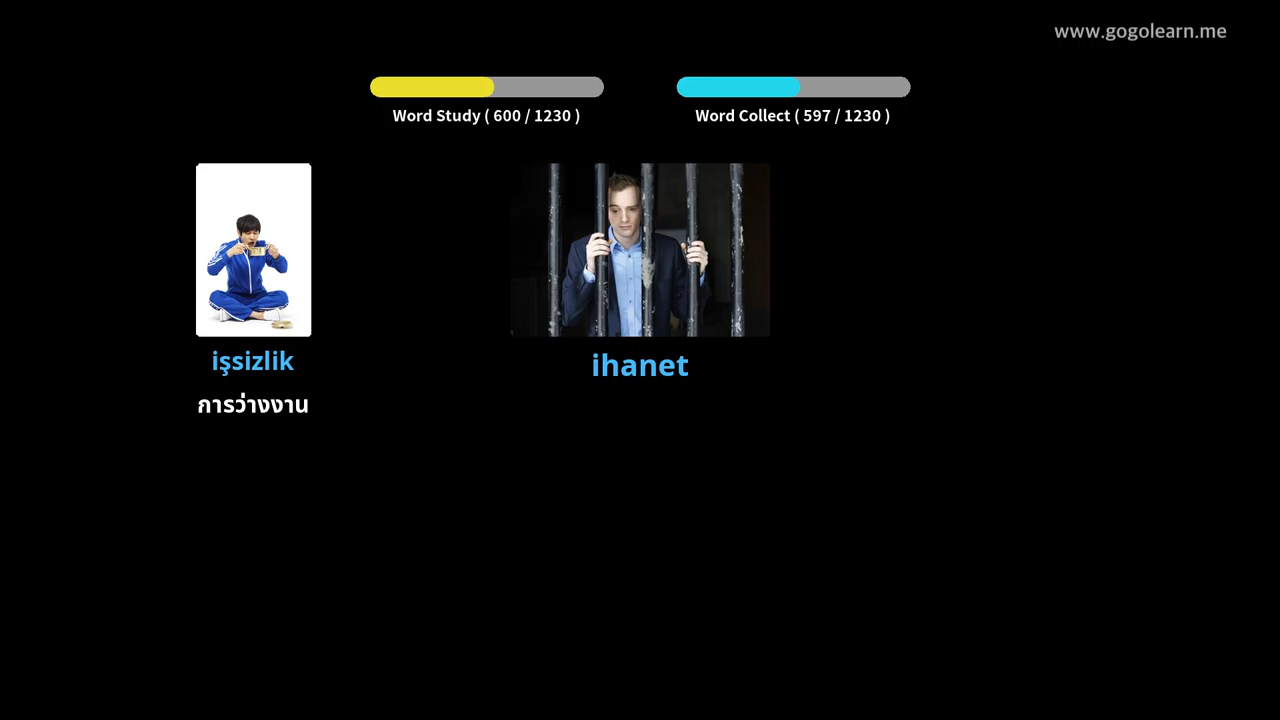 www.gogolearn.me
Word Study ( 600 / 1230 )
Word Collect ( 597 / 1230 )
işsizlik
การว่างงาน
ihanet